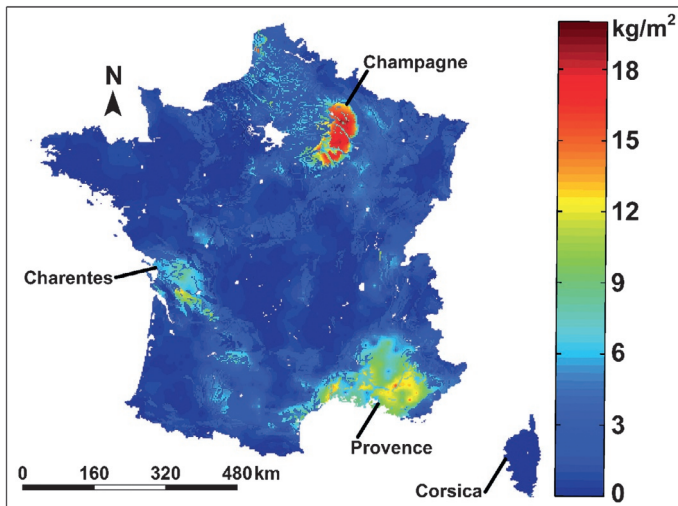 kg/m²
Champagne
N
18
15
12
Charentes
9
6
3
Provence
0 160 320 480 km
Corsica
0